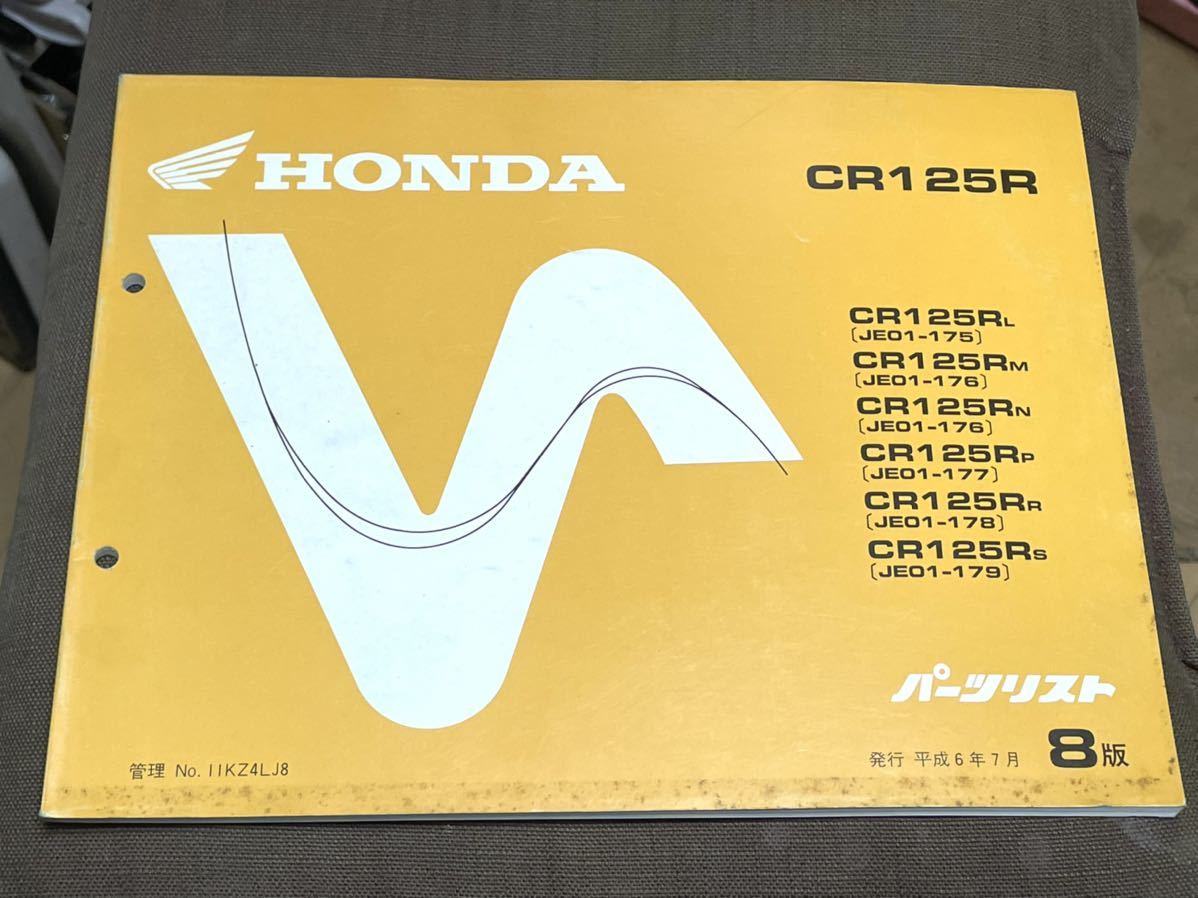 HONDA
CR125R
CR125RL
〔JE01-175〕
CR125RM
〔JE01-176〕
CR125RN
〔JE01-176〕
CR125RP
〔JE01-177〕
CR125RR
〔JE01-178〕
CR125RS
〔JE01-179〕
パーツリスト
管理 No. 11KZ4LJ8
発行 平成6年7月 8版